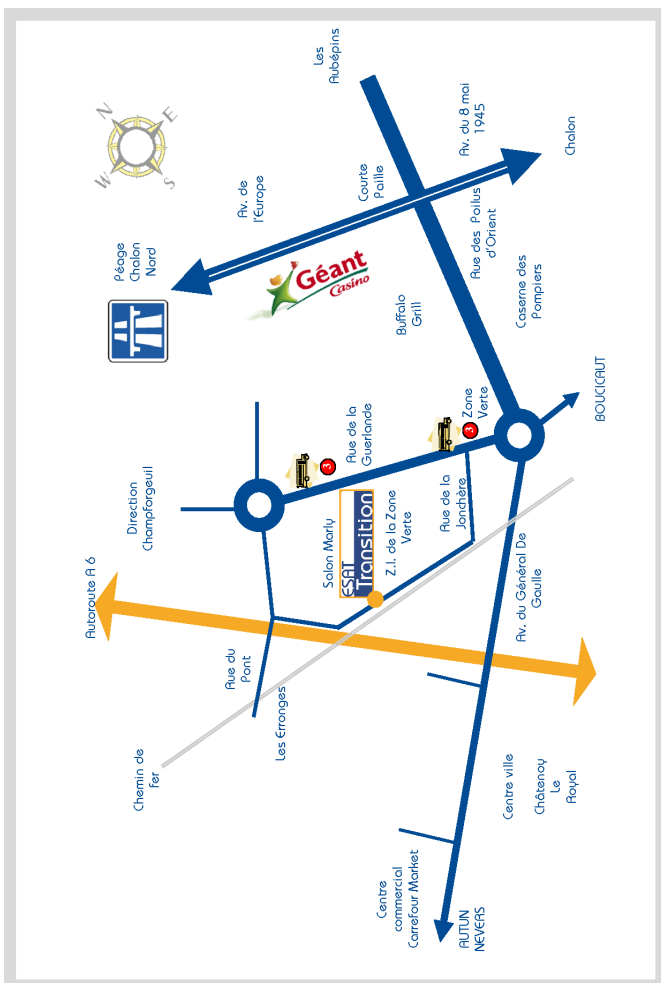 Les
Aubépins
Av. du 8 mai
1945
Chalon
N
E
W
S
Av. de
l'Europe
Courte
Paille
Rue des Poilus
d'Orient
Péage
Chalon
Nord
Géant
Casino
Buffalo
Grill
Caserne des
Pompiers
BOUCICAUT
Zone
Verte
3
Rue de la
Guerlande
3
Direction
Champforgeuil
Salon Marly
ESAT
Transition
Z.I. de la Zone
Verte
Rue de la
Jonchère
Av. du Général De
Gaulle
Autoroute A 6
Rue du
Pont
Les Erronges
Chemin de
fer
Centre ville
Châtenoy
Le
Royal
Centre
commercial
Carrefour Market
AUTUN
NEVERS